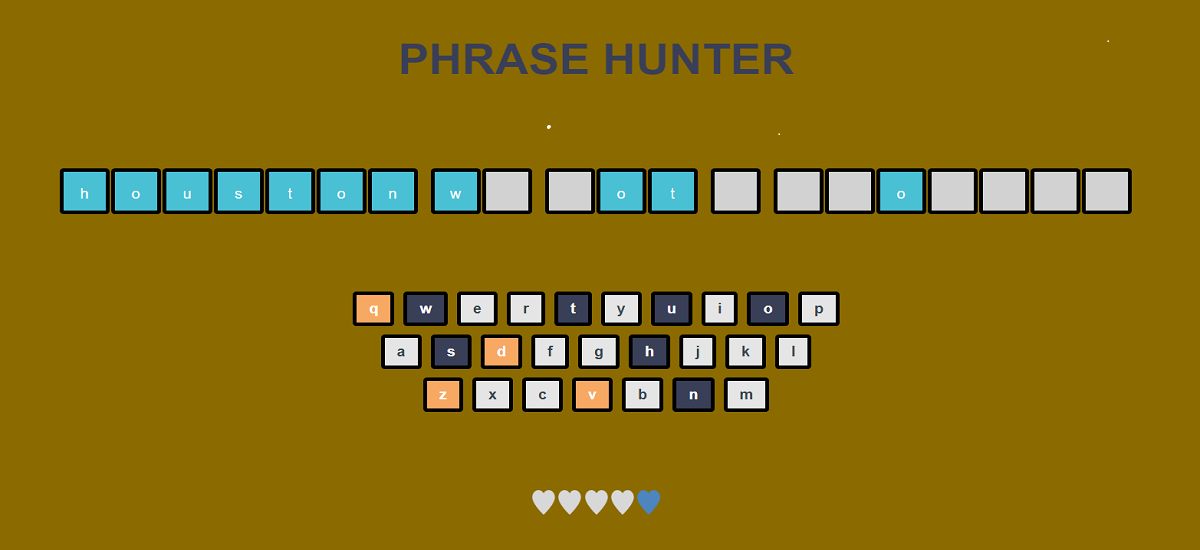 PHRASE HUNTER
h o u s t o n w o t o
q w e r t y u i o p
a s d f g h j k l
z x c v b n m